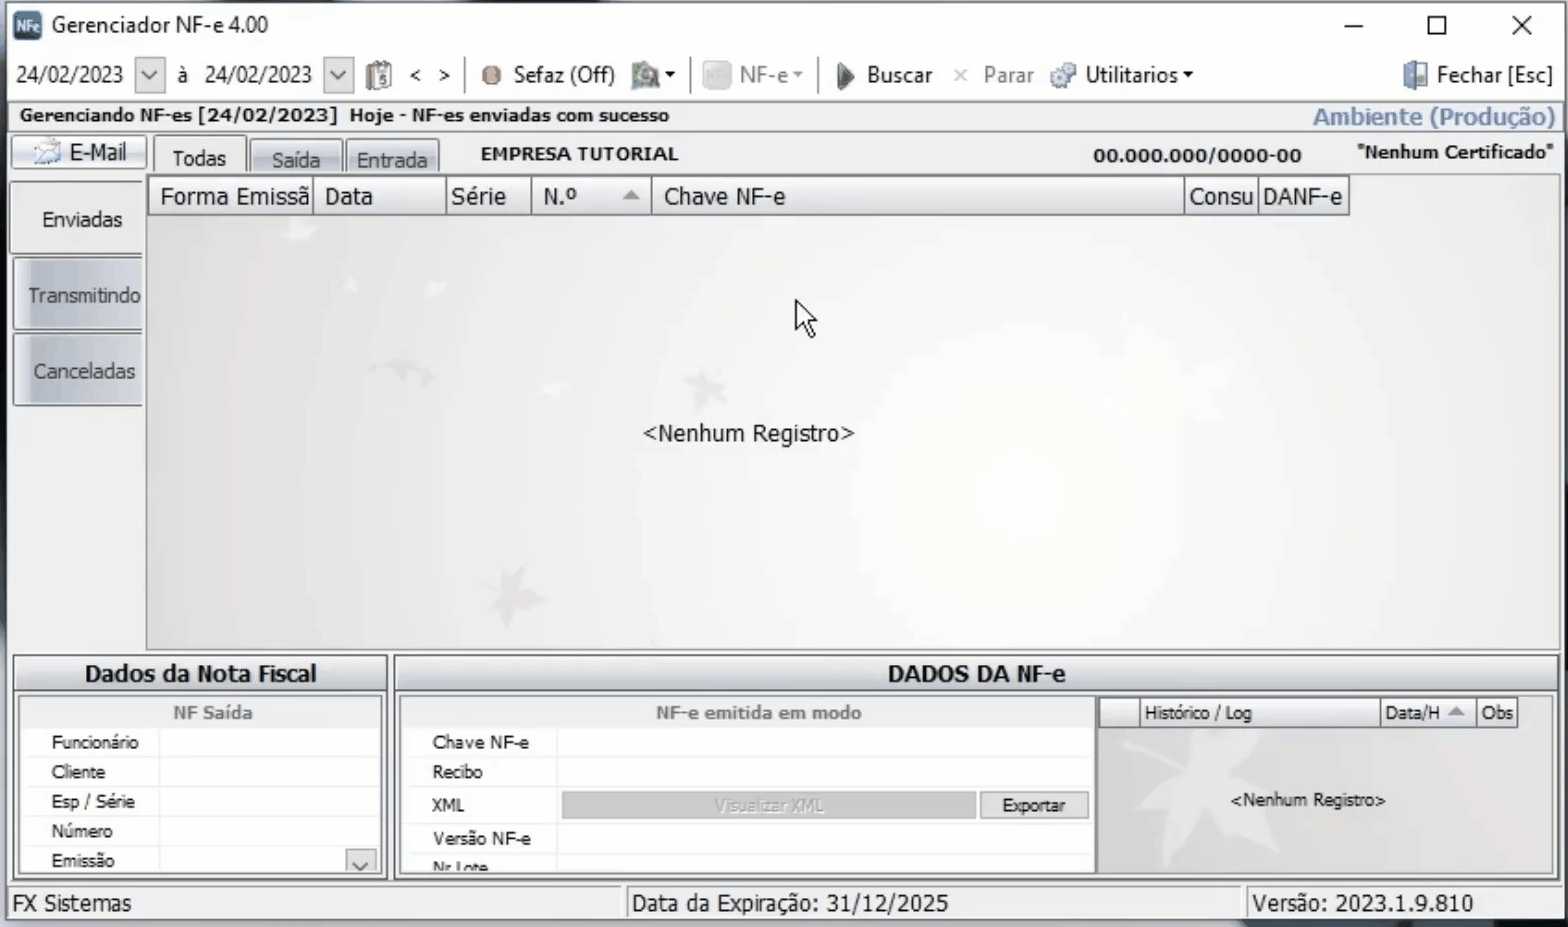 NFe Gerenciador NF-e 4.00
24/02/2023 à 24/02/2023 5 < > Sefaz (Off) NF-e Buscar × Parar Utilitarios Fechar [Esc]
Gerenciando NF-es [24/02/2023] Hoje - NF-es enviadas com sucesso Ambiente (Produção)
E-Mail Todas Saída Entrada EMPRESA TUTORIAL 00.000.000/0000-00 "Nenhum Certificado"
Forma Emissã Data Série N.º Chave NF-e Consu DANF-e
Enviadas
Transmitindo
Canceladas
<Nenhum Registro>
Dados da Nota Fiscal
NF Saída
Funcionário
Cliente
Esp / Série
Número
Emissão
DADOS DA NF-e
NF-e emitida em modo
Chave NF-e
Recibo
XML Visualizar XML Exportar
Versão NF-e
Nr Lote
Histórico / Log Data/H Obs
<Nenhum Registro>
FX Sistemas Data da Expiração: 31/12/2025 Versão: 2023.1.9.810